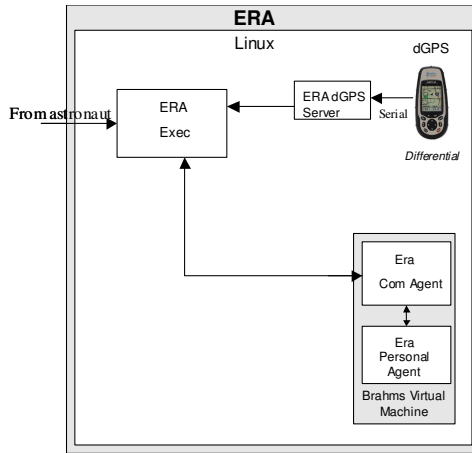 ERA
Linux
dGPS
From astronaut
ERA
Exec
ERA dGPS
Server
Serial
Differential
Era
Com Agent
Era
Personal
Agent
Brahms Virtual
Machine